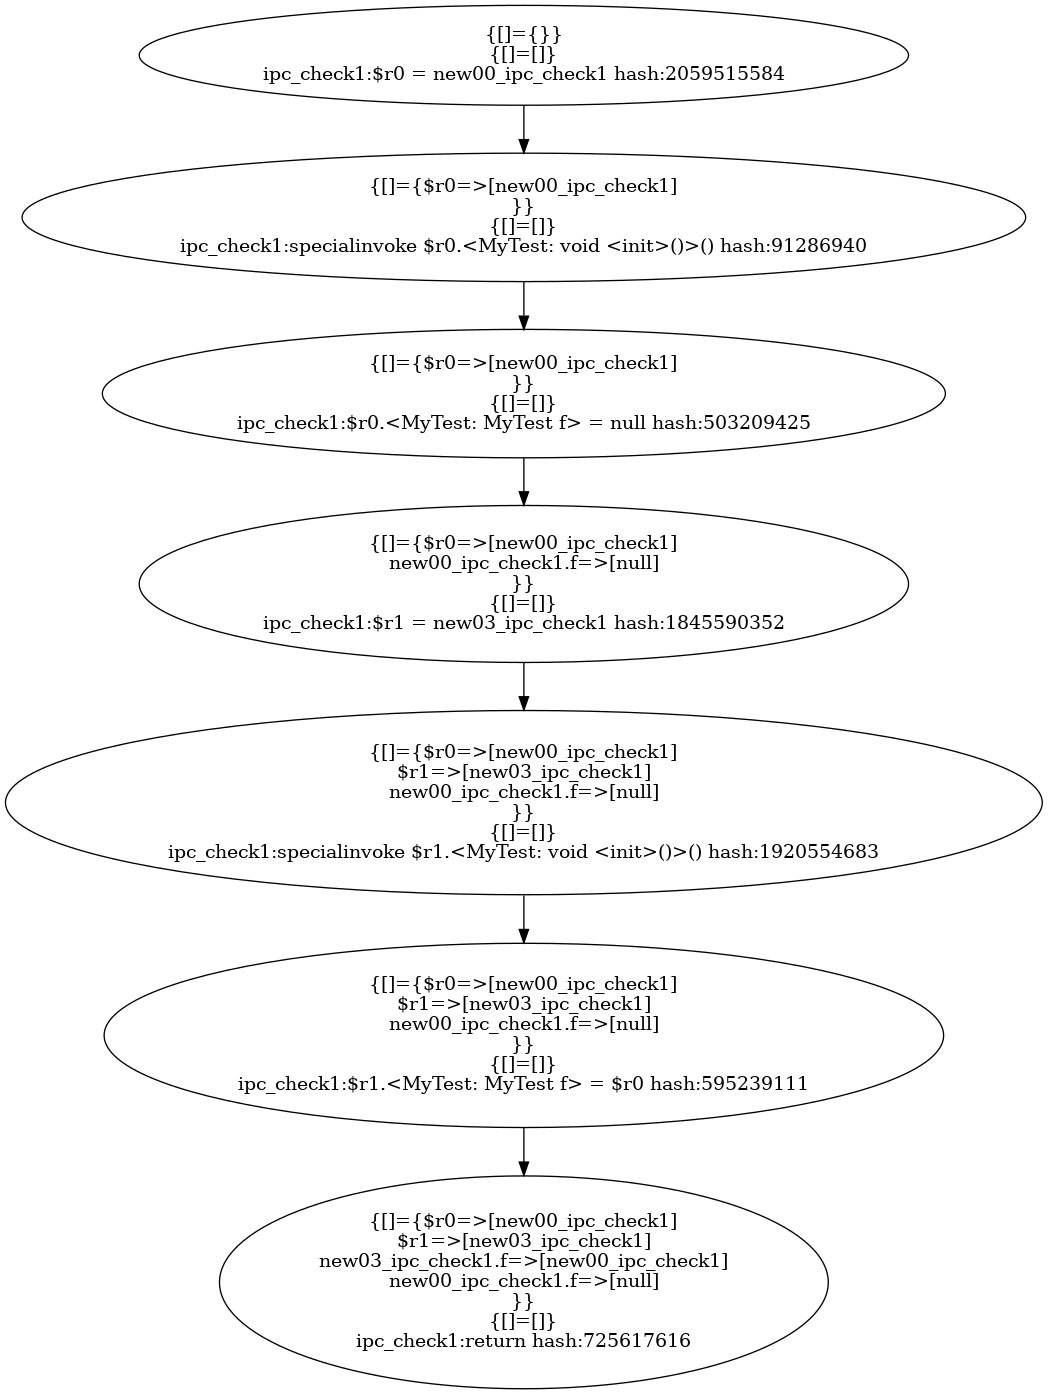 {[]={}}
{[]=[]}
ipc_check1:$r0 = new00_ipc_check1 hash:2059515584
{[]={$r0=>[new00_ipc_check1]
}}
{[]=[]}
ipc_check1:specialinvoke $r0.<MyTest: void <init>()>() hash:91286940
{[]={$r0=>[new00_ipc_check1]
}}
{[]=[]}
ipc_check1:$r0.<MyTest: MyTest f> = null hash:503209425
{[]={$r0=>[new00_ipc_check1]
new00_ipc_check1.f=>[null]
}}
{[]=[]}
ipc_check1:$r1 = new03_ipc_check1 hash:1845590352
{[]={$r0=>[new00_ipc_check1]
$r1=>[new03_ipc_check1]
new00_ipc_check1.f=>[null]
}}
{[]=[]}
ipc_check1:specialinvoke $r1.<MyTest: void <init>()>() hash:1920554683
{[]={$r0=>[new00_ipc_check1]
$r1=>[new03_ipc_check1]
new00_ipc_check1.f=>[null]
}}
{[]=[]}
ipc_check1:$r1.<MyTest: MyTest f> = $r0 hash:595239111
{[]={$r0=>[new00_ipc_check1]
$r1=>[new03_ipc_check1]
new03_ipc_check1.f=>[new00_ipc_check1]
new00_ipc_check1.f=>[null]
}}
{[]=[]}
ipc_check1:return hash:725617616